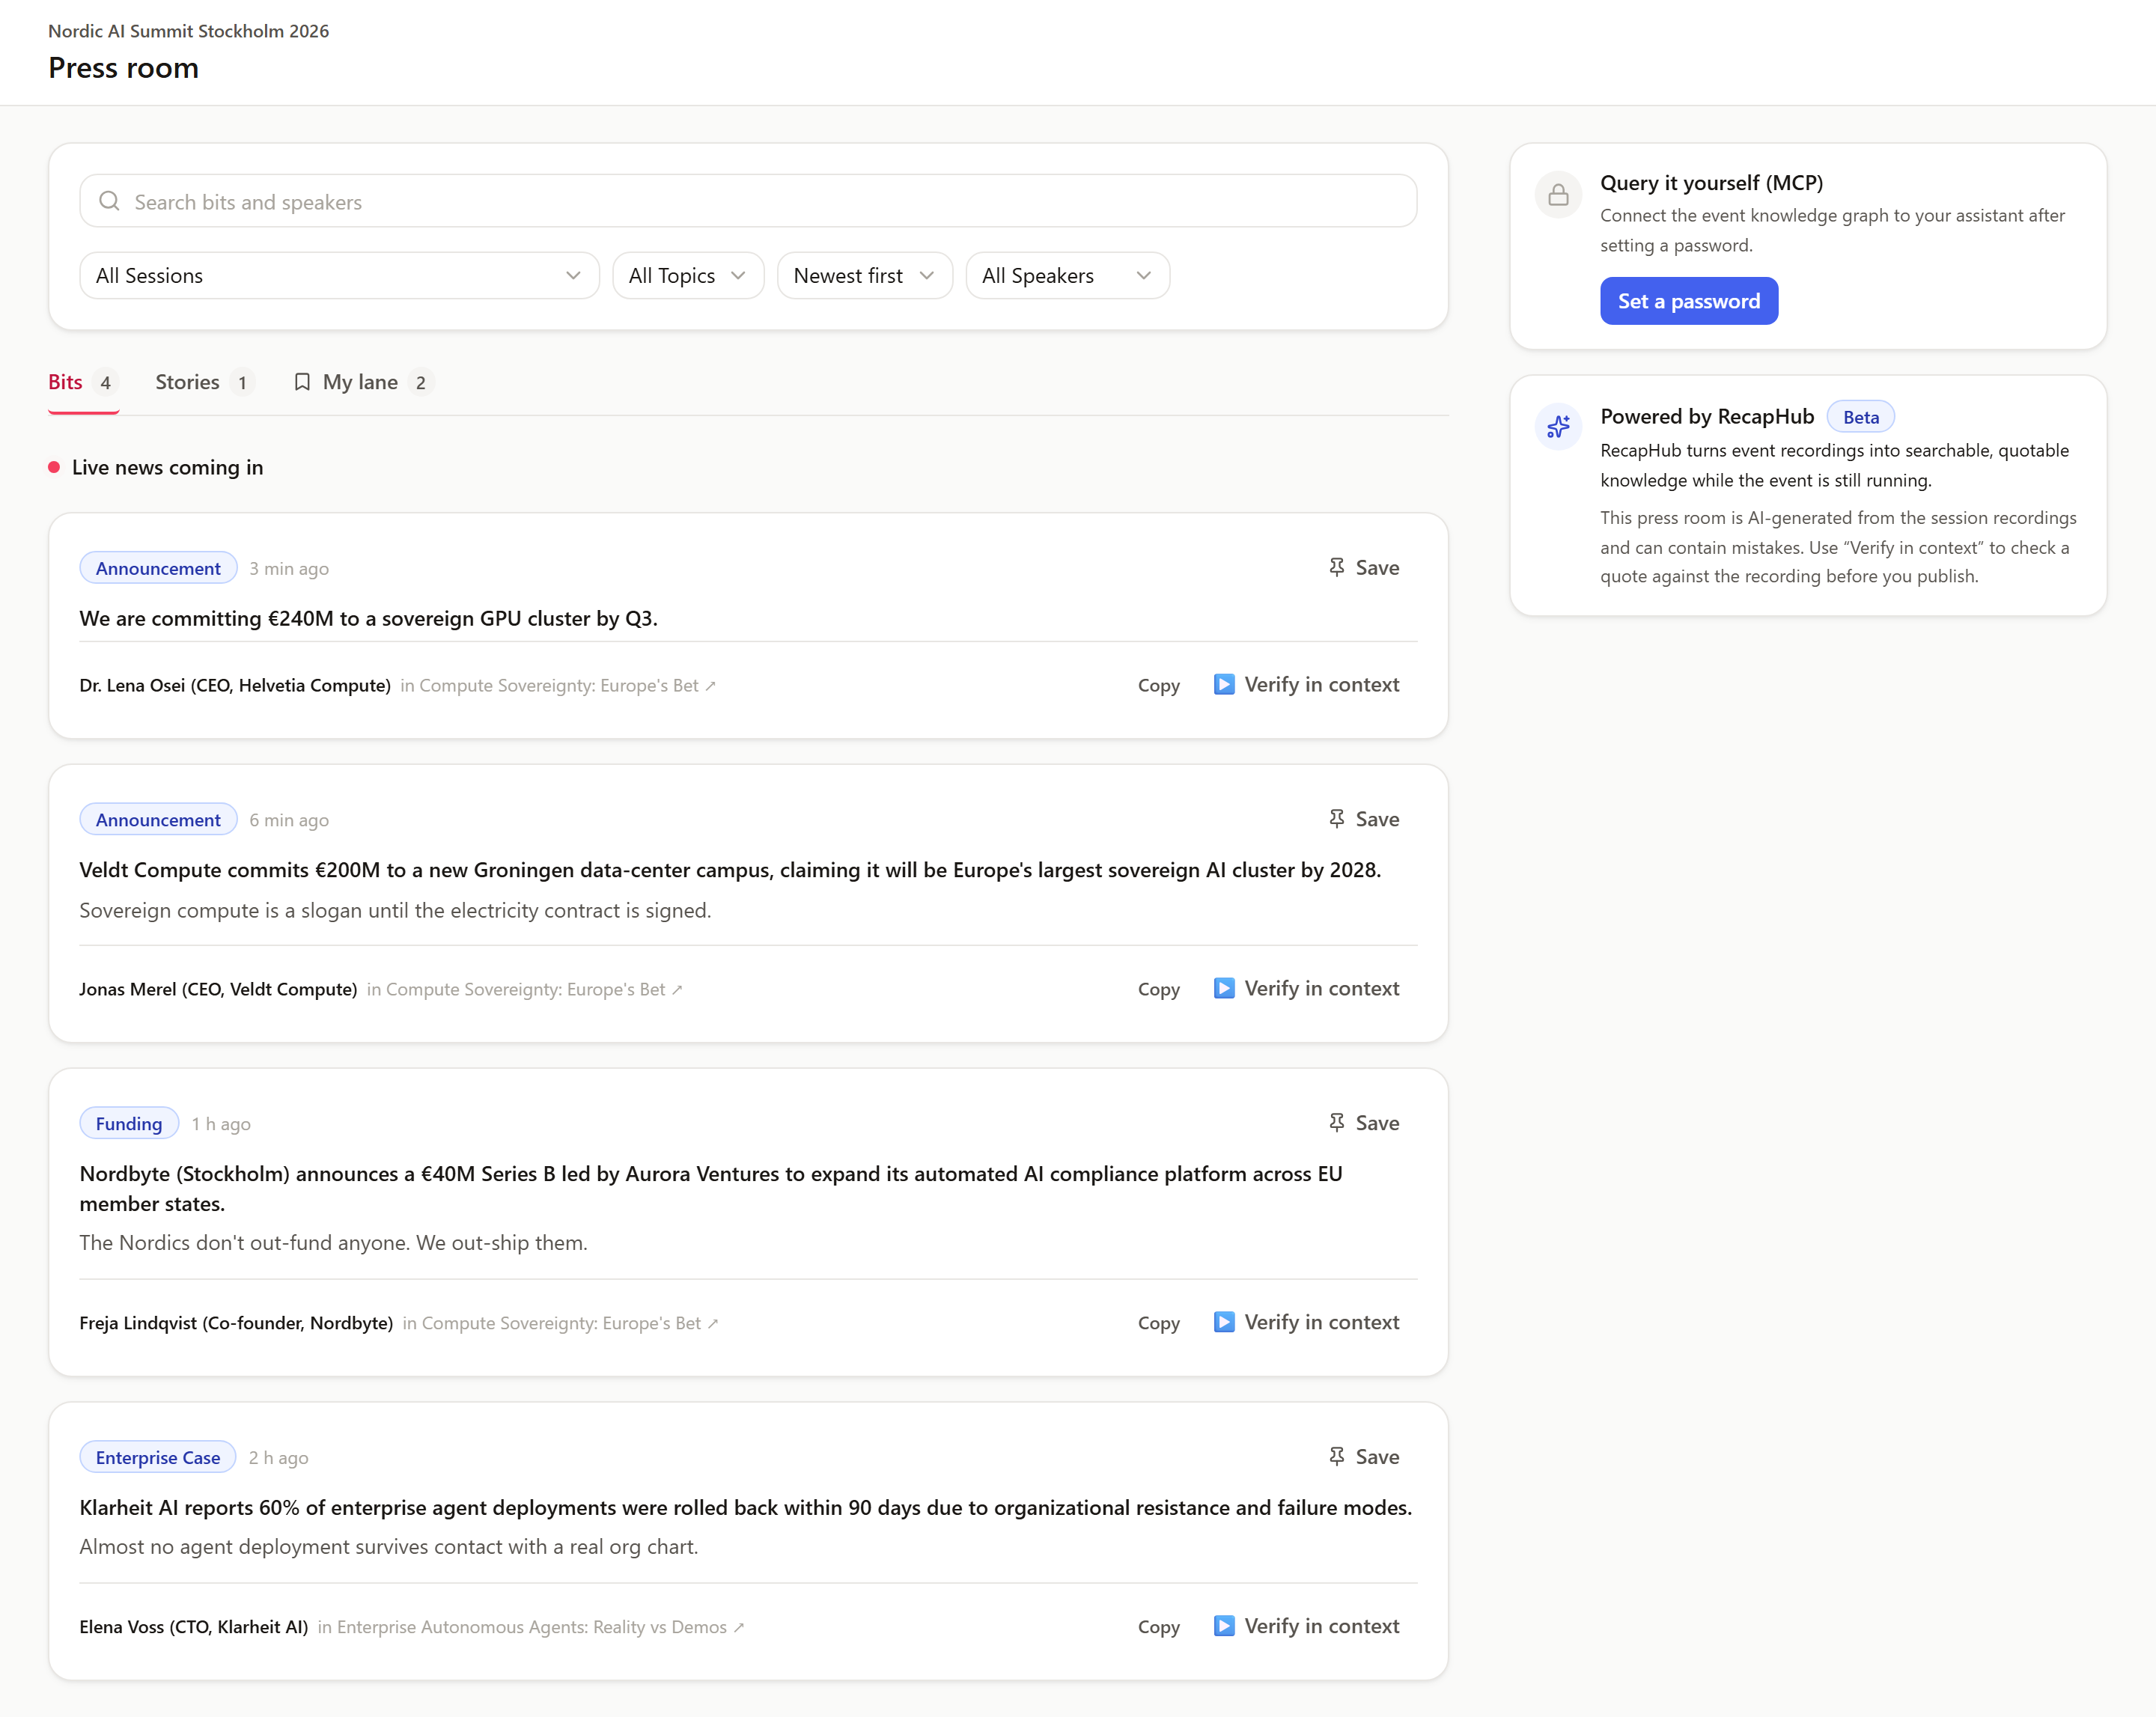 Nordic AI Summit Stockholm 2026
Press room
Search bits and speakers
All Sessions
All Topics
Newest first
All Speakers
Bits 4
Stories 1
My lane 2
Live news coming in
Announcement 3 min ago
Save
We are committing €240M to a sovereign GPU cluster by Q3.
Dr. Lena Osei (CEO, Helvetia Compute) in Compute Sovereignty: Europe's Bet ↗
Copy
Verify in context
Announcement 6 min ago
Save
Veldt Compute commits €200M to a new Groningen data-center campus, claiming it will be Europe's largest sovereign AI cluster by 2028.
Sovereign compute is a slogan until the electricity contract is signed.
Jonas Merel (CEO, Veldt Compute) in Compute Sovereignty: Europe's Bet ↗
Copy
Verify in context
Funding 1 h ago
Save
Nordbyte (Stockholm) announces a €40M Series B led by Aurora Ventures to expand its automated AI compliance platform across EU
member states.
The Nordics don't out-fund anyone. We out-ship them.
Freja Lindqvist (Co-founder, Nordbyte) in Compute Sovereignty: Europe's Bet ↗
Copy
Verify in context
Enterprise Case 2 h ago
Save
Klarheit AI reports 60% of enterprise agent deployments were rolled back within 90 days due to organizational resistance and failure modes.
Almost no agent deployment survives contact with a real org chart.
Elena Voss (CTO, Klarheit AI) in Enterprise Autonomous Agents: Reality vs Demos ↗
Copy
Verify in context
Query it yourself (MCP)
Connect the event knowledge graph to your assistant after
setting a password.
Set a password
Powered by RecapHub Beta
RecapHub turns event recordings into searchable, quotable
knowledge while the event is still running.
This press room is AI-generated from the session recordings
and can contain mistakes. Use “Verify in context” to check a
quote against the recording before you publish.